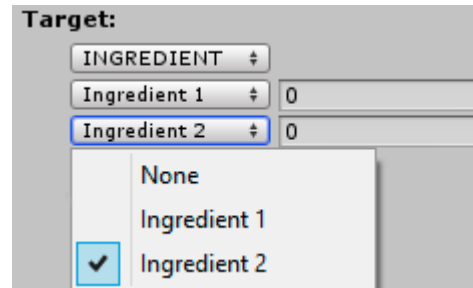 Target:
INGREDIENT
Ingredient 1 0
Ingredient 2 0
None
Ingredient 1
Ingredient 2